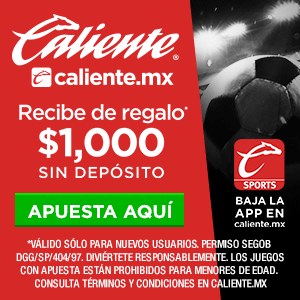 Caliente®
caliente.mx
Recibe de regalo*
$1,000
SIN DEPÓSITO
APUESTA AQUÍ
SPORTS
BAJA LA
APP EN
caliente.mx
*VÁLIDO SÓLO PARA NUEVOS USUARIOS. PERMISO SEGOB
DGG/SP/404/97. DIVIÉRTETE RESPONSABLEMENTE. LOS JUEGOS
CON APUESTA ESTÁN PROHIBIDOS PARA MENORES DE EDAD.
CONSULTA TÉRMINOS Y CONDICIONES EN CALIENTE.MX